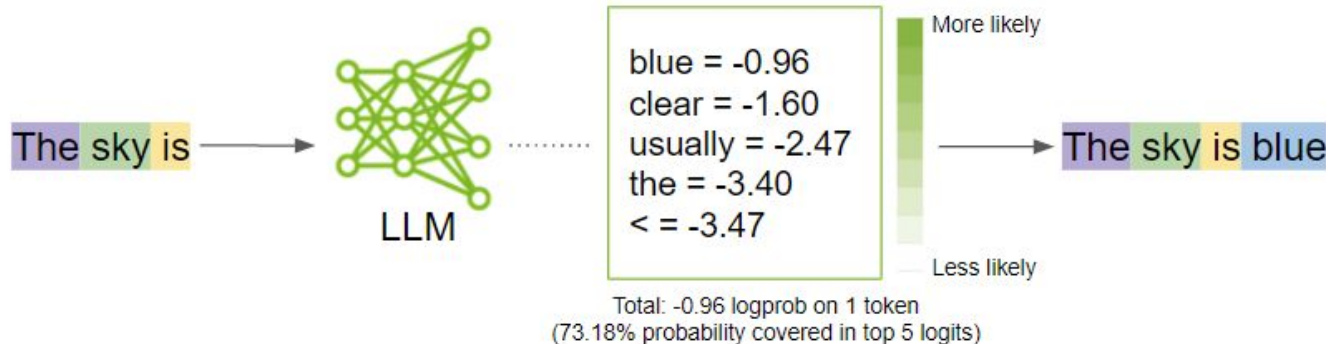 The sky is
LLM
blue = -0.96
clear = -1.60
usually = -2.47
the = -3.40
< = -3.47
Total: -0.96 logprob on 1 token
(73.18% probability covered in top 5 logits)
More likely
Less likely
The sky is blue